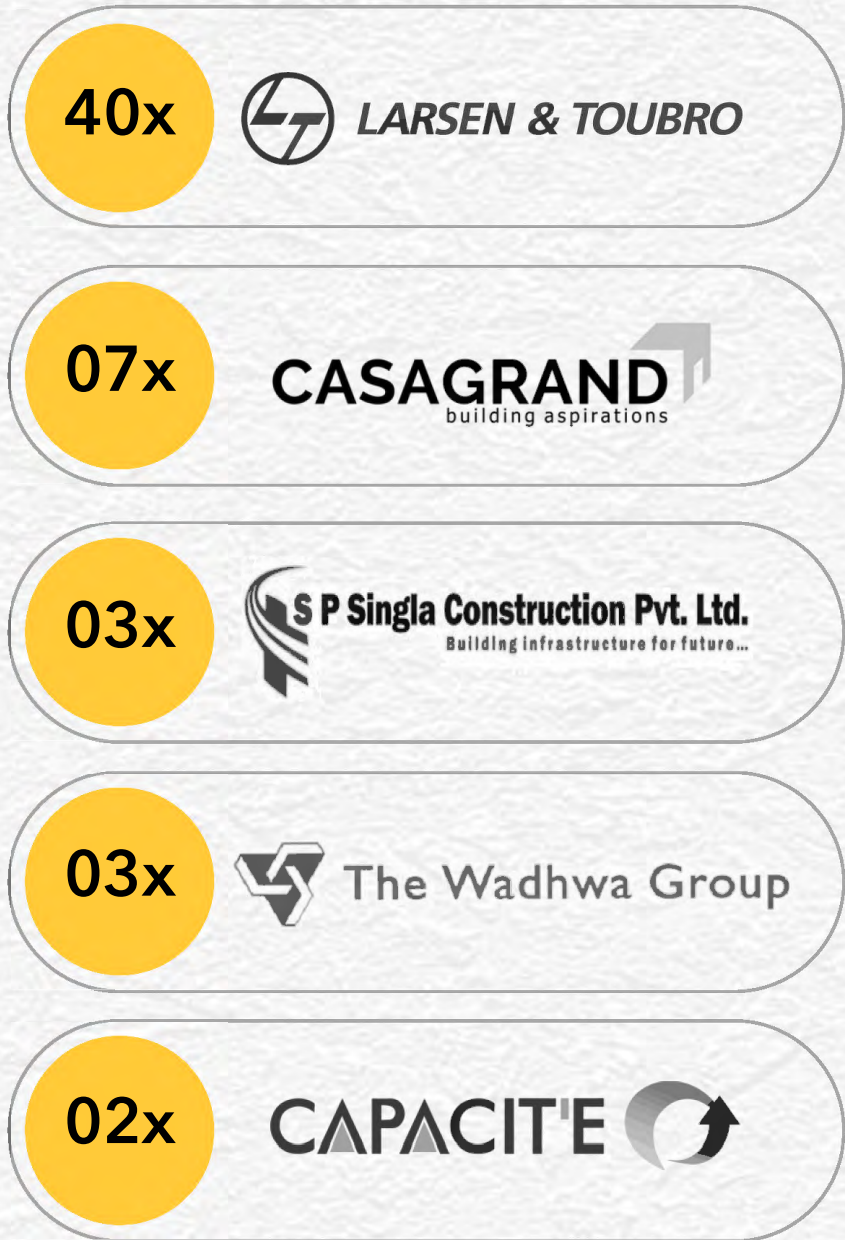 40x
LT LARSEN & TOUBRO
07x
CASAGRAND
building aspirations
03x
S P Singla Construction Pvt. Ltd.
Building infrastructure for future...
03x
The Wadhwa Group
02x
CAPACIT'E